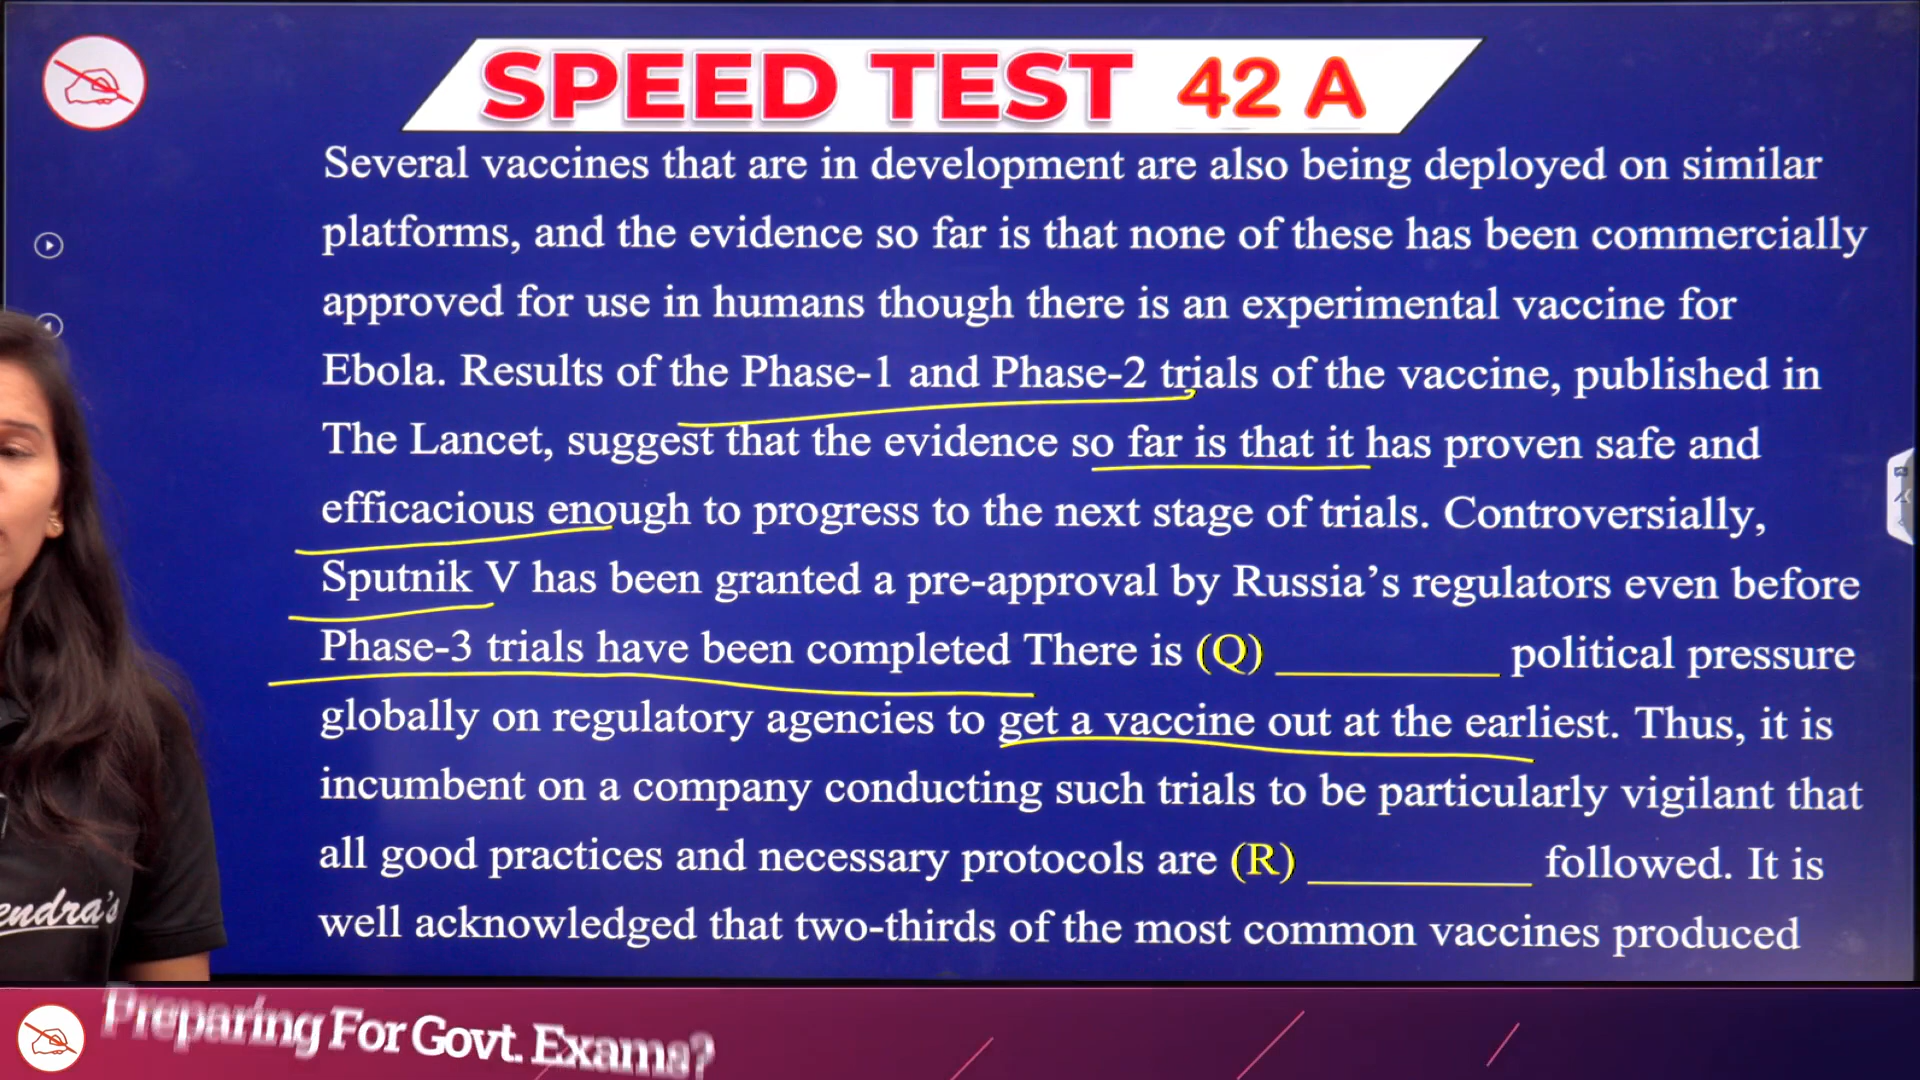 SPEED TEST 42 A
Several vaccines that are in development are also being deployed on similar
platforms, and the evidence so far is that none of these has been commercially
approved for use in humans though there is an experimental vaccine for
Ebola. Results of the Phase-1 and Phase-2 trials of the vaccine, published in
The Lancet, suggest that the evidence so far is that it has proven safe and
efficacious enough to progress to the next stage of trials. Controversially,
Sputnik V has been granted a pre-approval by Russia's regulators even before
Phase-3 trials have been completed There is (Q) __________ political pressure
globally on regulatory agencies to get a vaccine out at the earliest. Thus, it is
incumbent on a company conducting such trials to be particularly vigilant that
all good practices and necessary protocols are (R) __________ followed. It is
well acknowledged that two-thirds of the most common vaccines produced
endra's
Preparing For Govt. Exams?